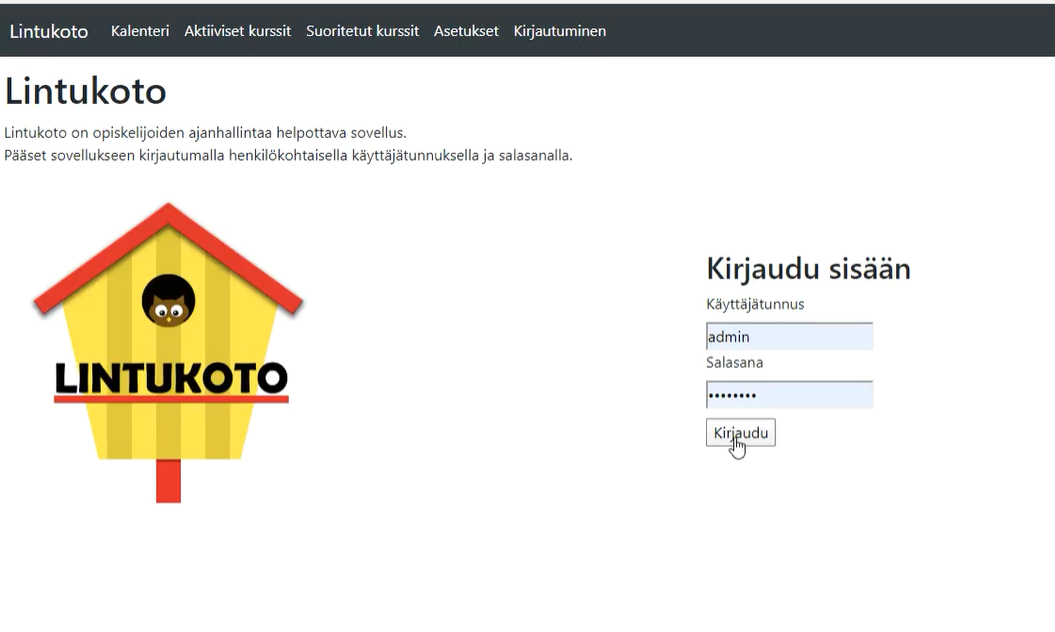 Lintukoto Kalenteri Aktiiviset kurssit Suoritetut kurssit Asetukset Kirjautuminen
Lintukoto
Lintukoto on opiskelijoiden ajanhallintaa helpottava sovellus.
Pääset sovellukseen kirjautumalla henkilökohtaisella käyttäjätunnuksella ja salasanalla.
LINTUKOTO
Kirjaudu sisään
Käyttäjätunnus
admin
Salasana
••••••••
Kirjaudu